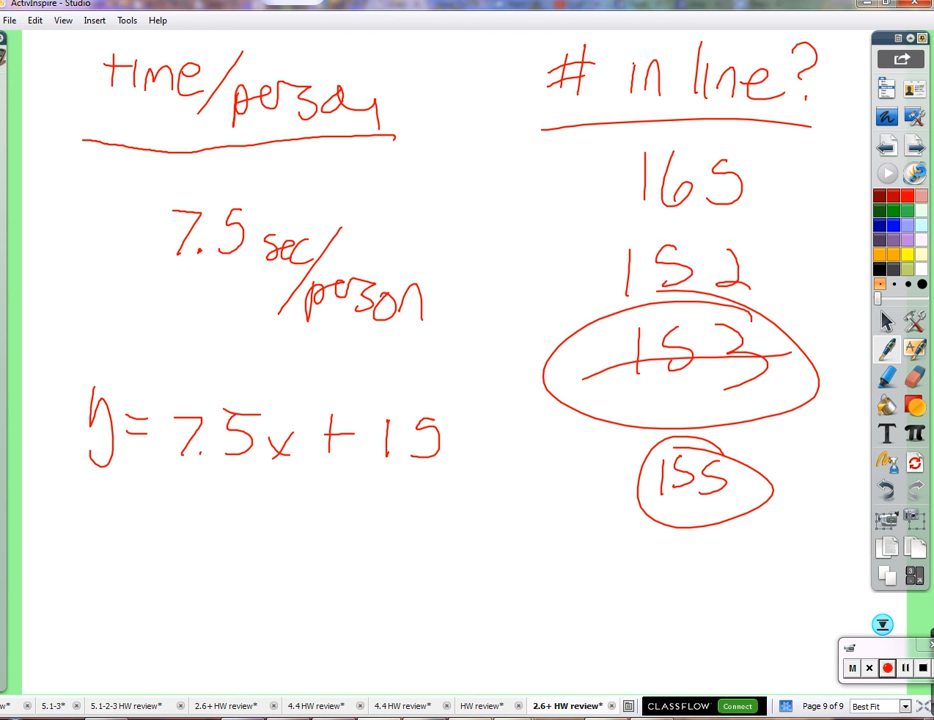 ActivInspire - Studio
File Edit View Insert Tools Help
time/person
7.5 sec/person
y= 7.5x + 15
# in line?
165
152
153
155
5.1-3*
5.1-2-3 HW review*
2.6+ HW review*
4.4 HW review*
4.4 HW review*
HW review*
2.6+ HW review*
CLASSFLOW Connect
Page 9 of 9
Best Fit
M